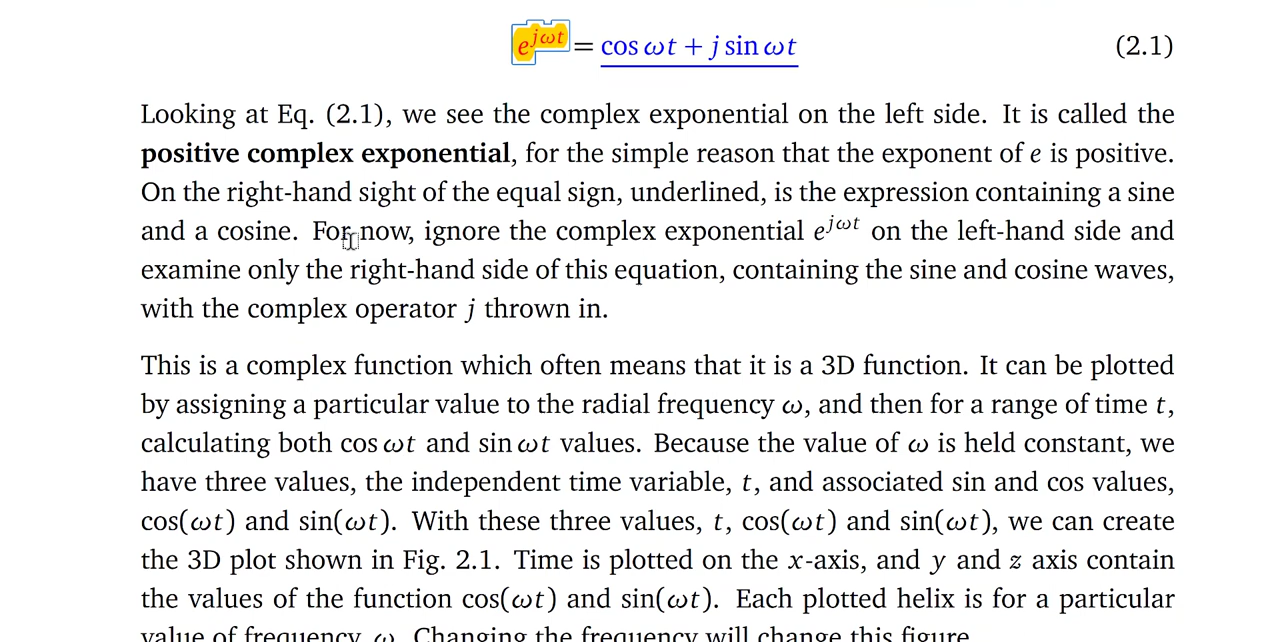 e^{jωt} = cos ωt + j sin ωt (2.1)
Looking at Eq. (2.1), we see the complex exponential on the left side. It is called the
positive complex exponential, for the simple reason that the exponent of e is positive.
On the right-hand sight of the equal sign, underlined, is the expression containing a sine
and a cosine. For now, ignore the complex exponential e^{jωt} on the left-hand side and
examine only the right-hand side of this equation, containing the sine and cosine waves,
with the complex operator j thrown in.
This is a complex function which often means that it is a 3D function. It can be plotted
by assigning a particular value to the radial frequency ω, and then for a range of time t,
calculating both cos ωt and sin ωt values. Because the value of ω is held constant, we
have three values, the independent time variable, t, and associated sin and cos values,
cos(ωt) and sin(ωt). With these three values, t, cos(ωt) and sin(ωt), we can create
the 3D plot shown in Fig. 2.1. Time is plotted on the x-axis, and y and z axis contain
the values of the function cos(ωt) and sin(ωt). Each plotted helix is for a particular
value of frequency, ω. Changing the frequency will change this figure.